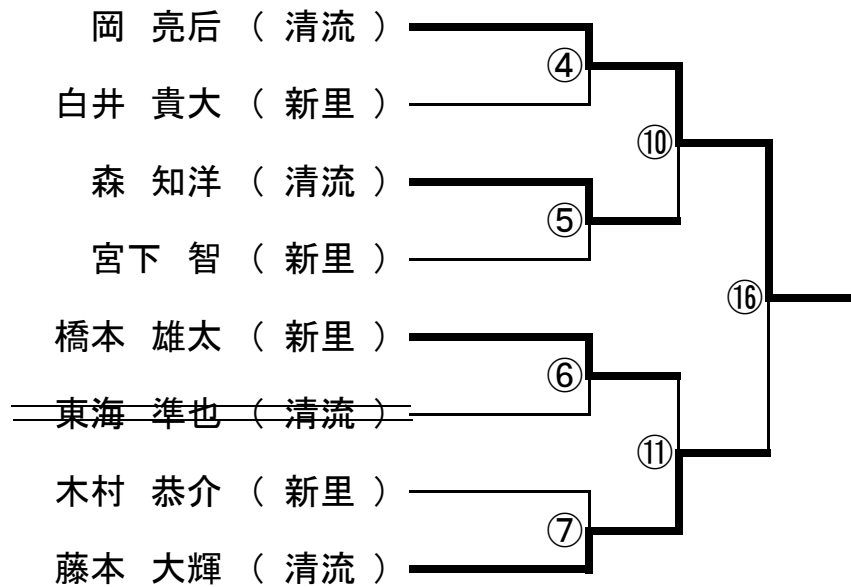 岡 亮后 ( 清流 )
④
白井 貴大 ( 新里 )
⑩
森 知洋 ( 清流 )
⑤
宮下 智 ( 新里 )
⑯
橋本 雄太 ( 新里 )
⑥
東海 準也 ( 清流 )
⑪
木村 恭介 ( 新里 )
⑦
藤本 大輝 ( 清流 )